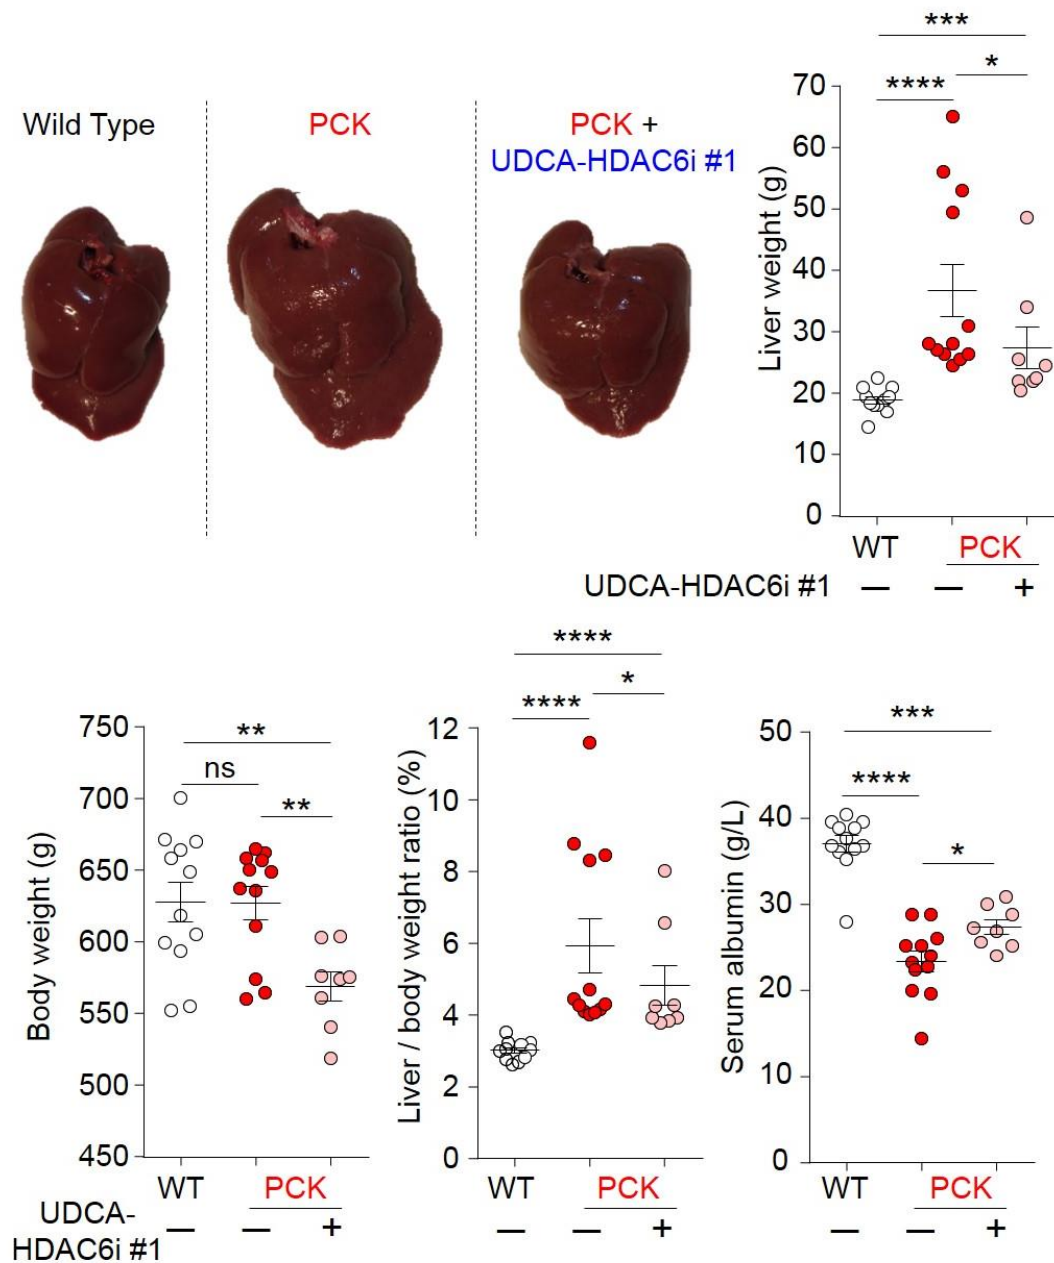 Wild Type
PCK
PCK +
UDCA-HDAC6i #1
***
*
****
Liver weight (g)
70
60
50
40
30
20
10
0
WT
PCK
UDCA-HDAC6i #1 — — +
**
ns
**
Body weight (g)
750
700
650
600
550
500
450
WT
PCK
UDCA-
HDAC6i #1
— — +
****
*
****
Liver / body weight ratio (%)
12
10
8
6
4
2
0
WT
PCK
— — +
***
****
*
Serum albumin (g/L)
50
40
30
20
10
0
WT
PCK
— — +